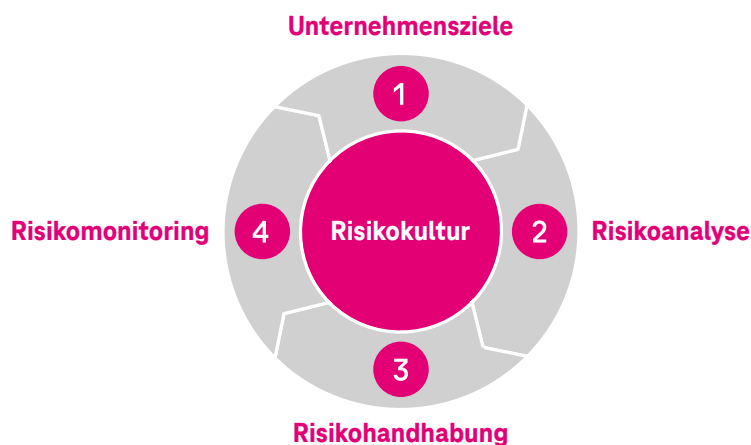 Unternehmensziele
1
Risikomonitoring
4
Risikokultur
2
Risikoanalyse
3
Risikohandhabung